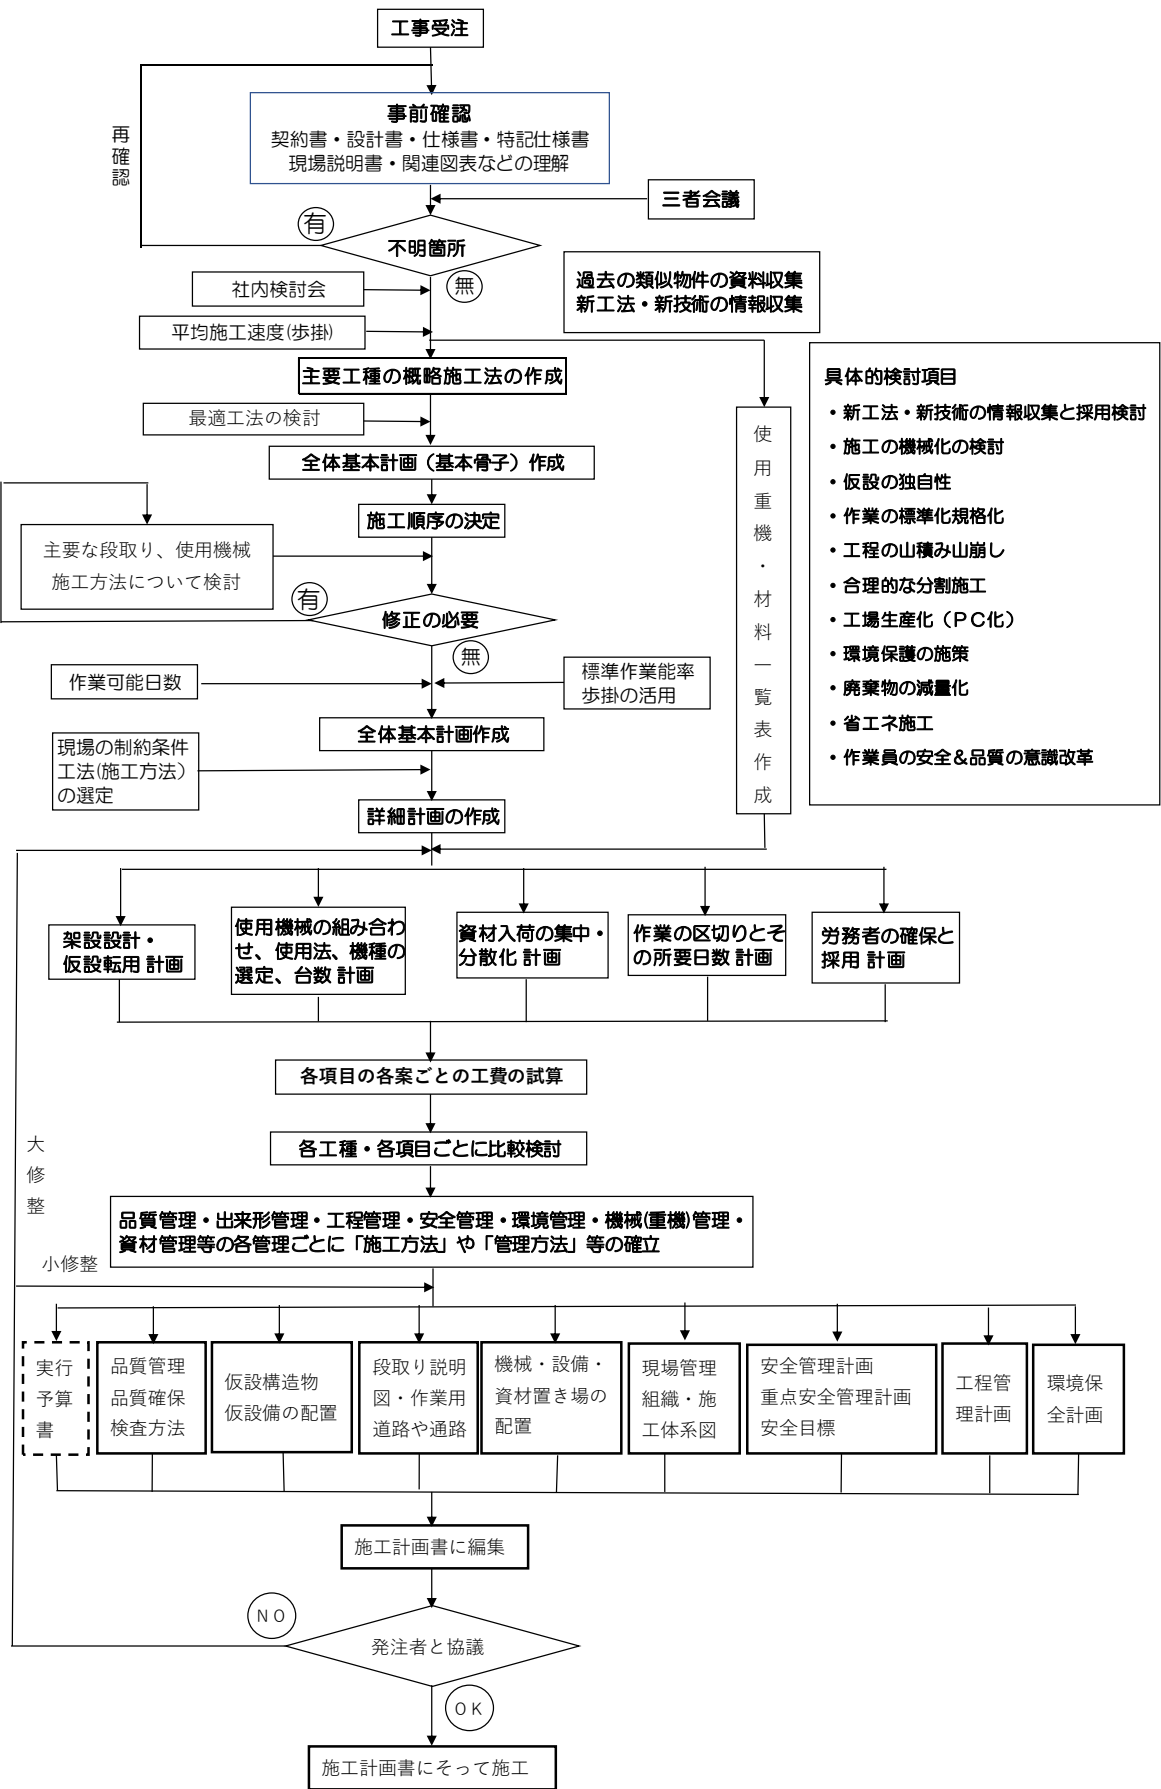 工事受注
事前確認
契約書・設計書・仕様書・特記仕様書
現場説明書・関連図表などの理解
再確認
三者会議
有
不明箇所
無
社内検討会
過去の類似物件の資料収集
新工法・新技術の情報収集
平均施工速度(歩掛)
主要工種の概略施工法の作成
具体的検討項目
・新工法・新技術の情報収集と採用検討
・施工の機械化の検討
・仮設の独自性
・作業の標準化規格化
・工程の山積み山崩し
・合理的な分割施工
・工場生産化(PC化)
・環境保護の施策
・廃棄物の減量化
・省エネ施工
・作業員の安全&品質の意識改革
最適工法の検討
使用重機・材料一覧表作成
全体基本計画(基本骨子)作成
施工順序の決定
主要な段取り、使用機械
施工方法について検討
有
修正の必要
無
作業可能日数
標準作業能率
歩掛の活用
全体基本計画作成
現場の制約条件
工法(施工方法)
の選定
詳細計画の作成
架設設計・
仮設転用 計画
使用機械の組み合わ
せ、使用法、機種の
選定、台数 計画
資材入荷の集中・
分散化 計画
作業の区切りとそ
の所要日数 計画
労務者の確保と
採用 計画
各項目の各案ごとの工費の試算
各工種・各項目ごとに比較検討
大修整
品質管理・出来形管理・工程管理・安全管理・環境管理・機械(重機)管理・
資材管理等の各管理ごとに「施工方法」や「管理方法」等の確立
小修整
実行
予算
書
品質管理
品質確保
検査方法
仮設構造物
仮設備の配置
段取り説明
図・作業用
道路や通路
機械・設備・
資材置き場の
配置
現場管理
組織・施
工体系図
安全管理計画
重点安全管理計画
安全目標
工程管
理計画
環境保
全計画
施工計画書に編集
NO
発注者と協議
OK
施工計画書にそって施工